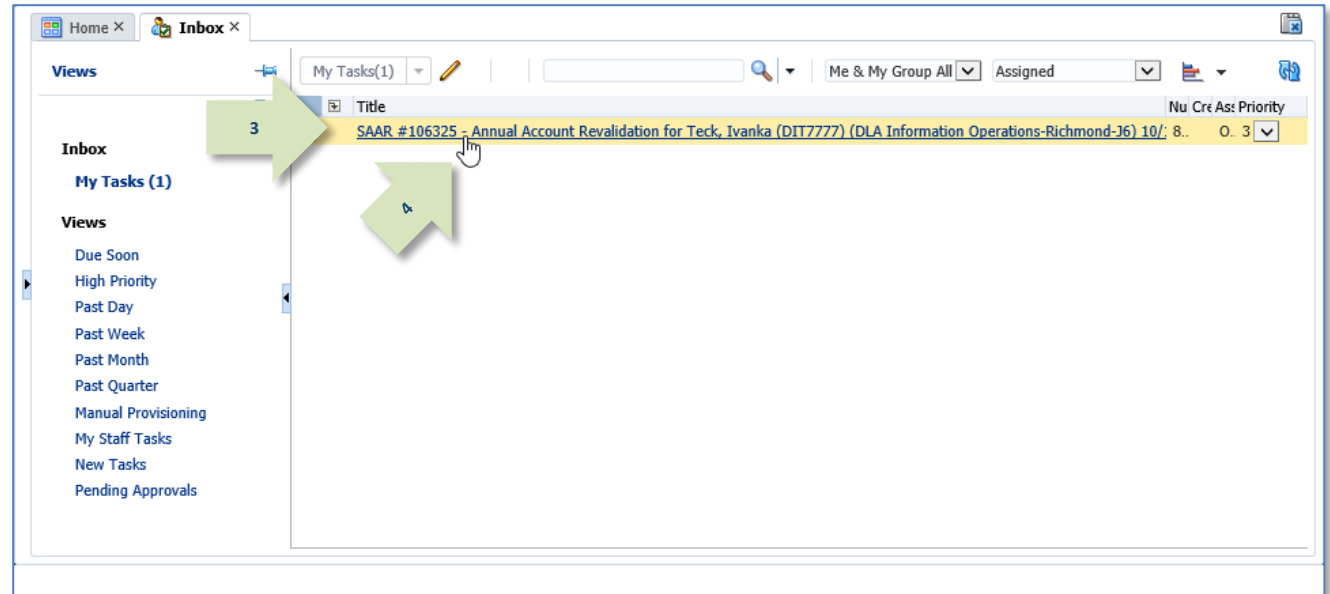 Home × Inbox ×
Views
My Tasks(1) Me & My Group All Assigned
Title Nu Cre Ass Priority
3
SAAR #106325 - Annual Account Revalidation for Teck, Ivanka (DIT7777) (DLA Information Operations-Richmond-J6) 10/ 8.. O.. 3
Inbox
My Tasks (1)
4
Views
Due Soon
High Priority
Past Day
Past Week
Past Month
Past Quarter
Manual Provisioning
My Staff Tasks
New Tasks
Pending Approvals